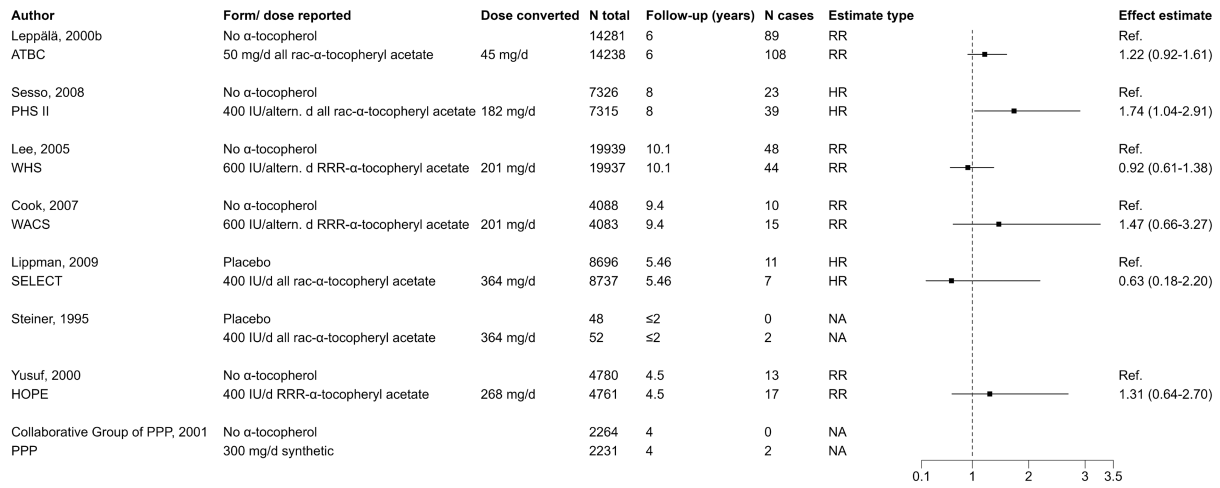 Author Form/ dose reported Dose converted N total Follow-up (years) N cases Estimate type Effect estimate
Leppälä, 2000b No α-tocopherol 14281 6 89 RR Ref.
ATBC 50 mg/d all rac-α-tocopherol acetate 45 mg/d 14238 6 108 RR 1.22 (0.92-1.61)
Sesso, 2008 No α-tocopherol 7326 8 23 HR Ref.
PHS II 400 IU/altern. d all rac-α-tocopheryl acetate 182 mg/d 7315 8 39 HR 1.74 (1.04-2.91)
Lee, 2005 No α-tocopherol 19939 10.1 48 RR Ref.
WHS 600 IU/altern. d RRR-α-tocopheryl acetate 201 mg/d 19937 10.1 44 RR 0.92 (0.61-1.38)
Cook, 2007 No α-tocopherol 4088 9.4 10 RR Ref.
WACS 600 IU/altern. d RRR-α-tocopheryl acetate 201 mg/d 4083 9.4 15 RR 1.47 (0.66-3.27)
Lippman, 2009 Placebo 8696 5.46 11 HR Ref.
SELECT 400 IU/d all rac-α-tocopheryl acetate 364 mg/d 8737 5.46 7 HR 0.63 (0.18-2.20)
Steiner, 1995 Placebo 48 ≤2 0 NA
400 IU/d all rac-α-tocopheryl acetate 364 mg/d 52 ≤2 2 NA
Yusuf, 2000 No α-tocopherol 4780 4.5 13 RR Ref.
HOPE 400 IU/d RRR-α-tocopheryl acetate 268 mg/d 4761 4.5 17 RR 1.31 (0.64-2.70)
Collaborative Group of PPP, 2001 No α-tocopherol 2264 4 0 NA
PPP 300 mg/d synthetic 2231 4 2 NA
0.1 1 2 3 3.5